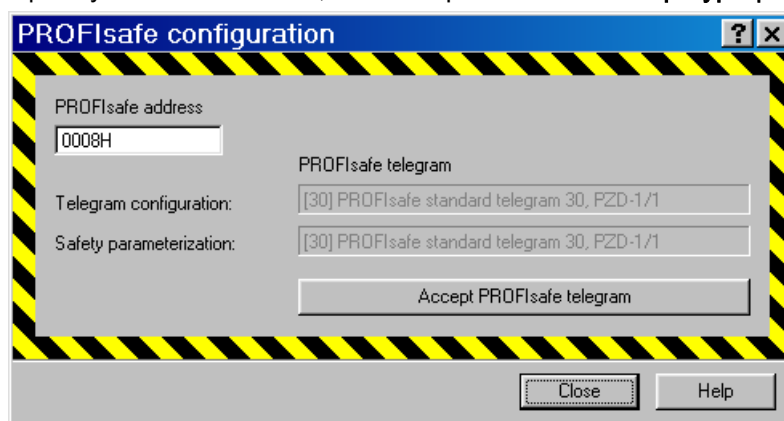 PROFIsafe configuration
? ×
PROFIsafe address
0008H
PROFIsafe telegram
Telegram configuration: [30] PROFIsafe standard telegram 30, PZD-1/1
Safety parameterization: [30] PROFIsafe standard telegram 30, PZD-1/1
Accept PROFIsafe telegram
Close Help